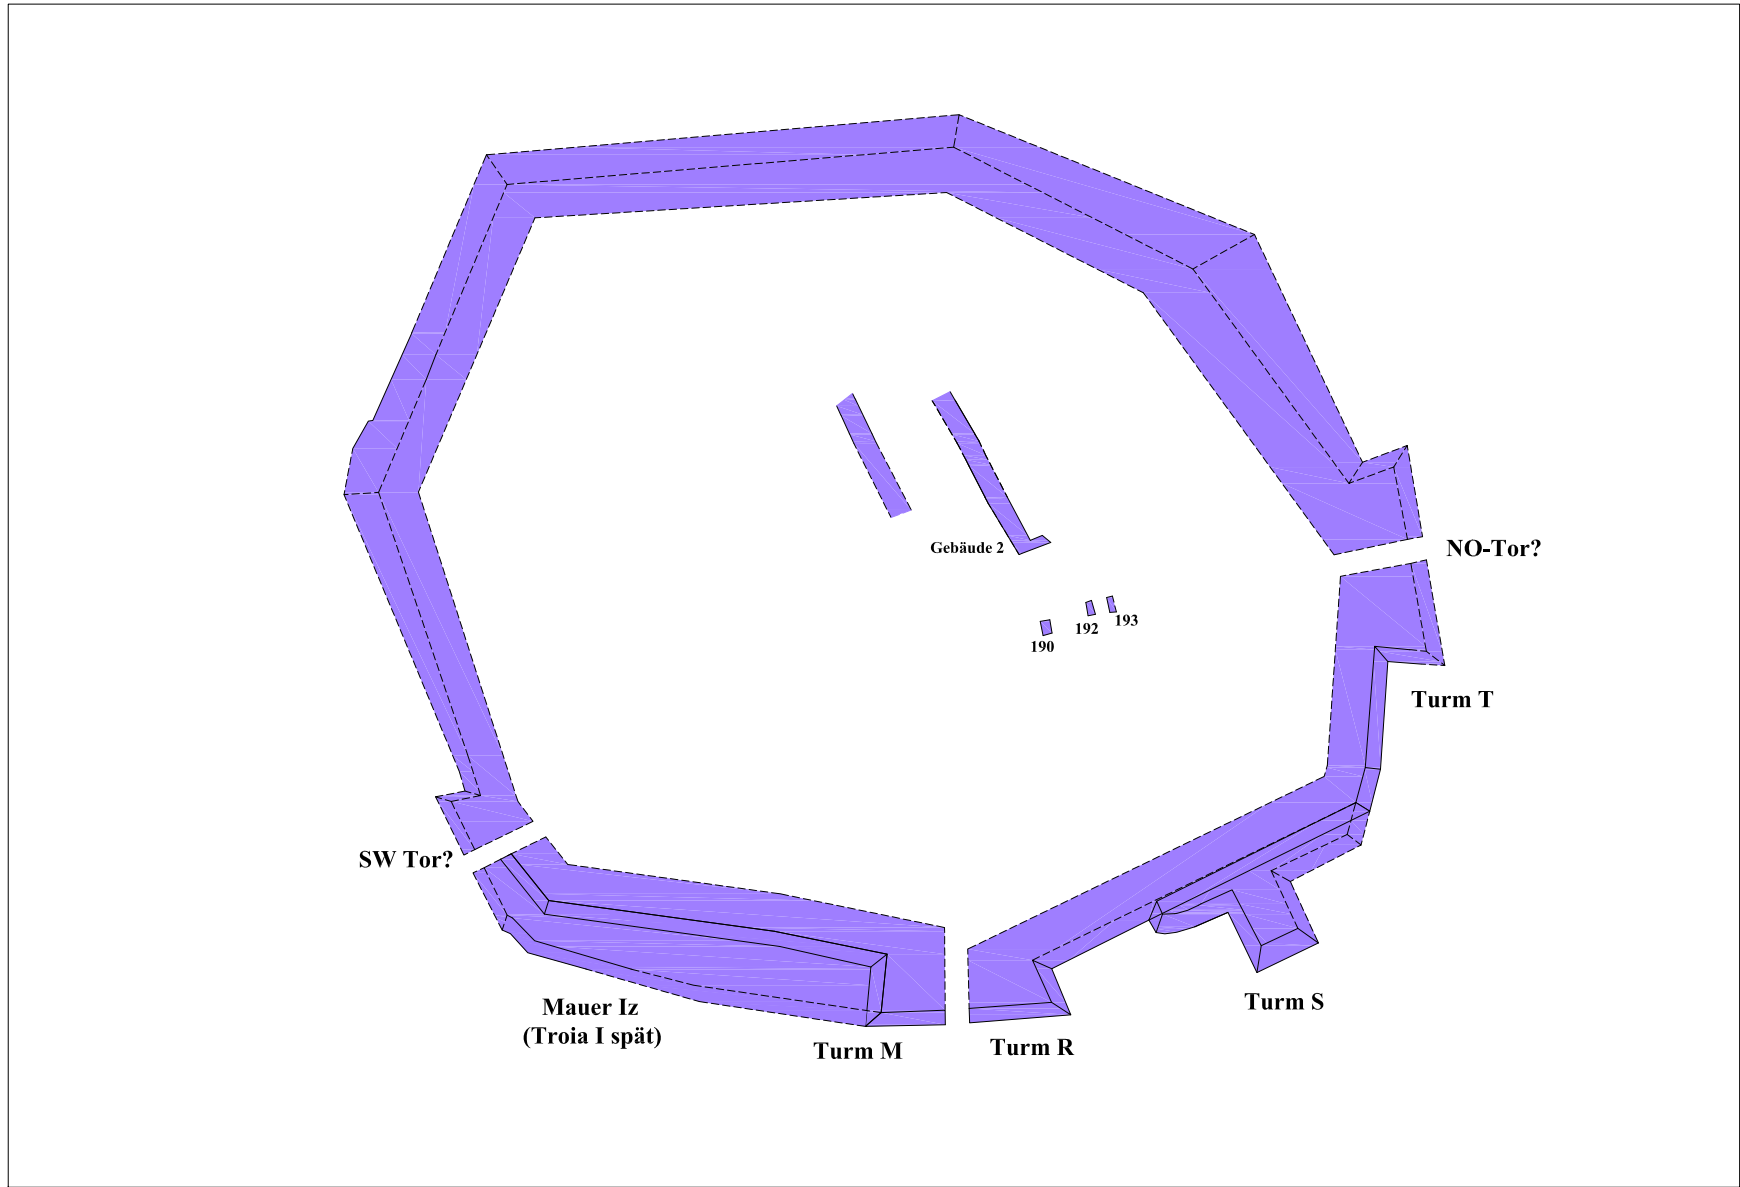 Gebäude 2
NO-Tor?
190
192
193
Turm T
SW Tor?
Mauer Iz
(Troia I spät)
Turm M
Turm R
Turm S